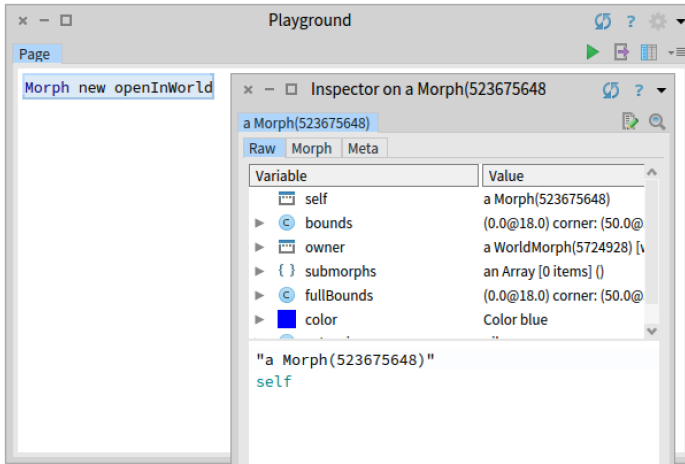 Playground
Page
Morph new openInWorld
Inspector on a Morph(523675648
a Morph(523675648)
Raw Morph Meta
Variable Value
self a Morph(523675648)
bounds (0.0@18.0) corner: (50.0@
owner a WorldMorph(5724928) [w
submorphs an Array [0 items] ()
fullBounds (0.0@18.0) corner: (50.0@
color Color blue
"a Morph(523675648)"
self